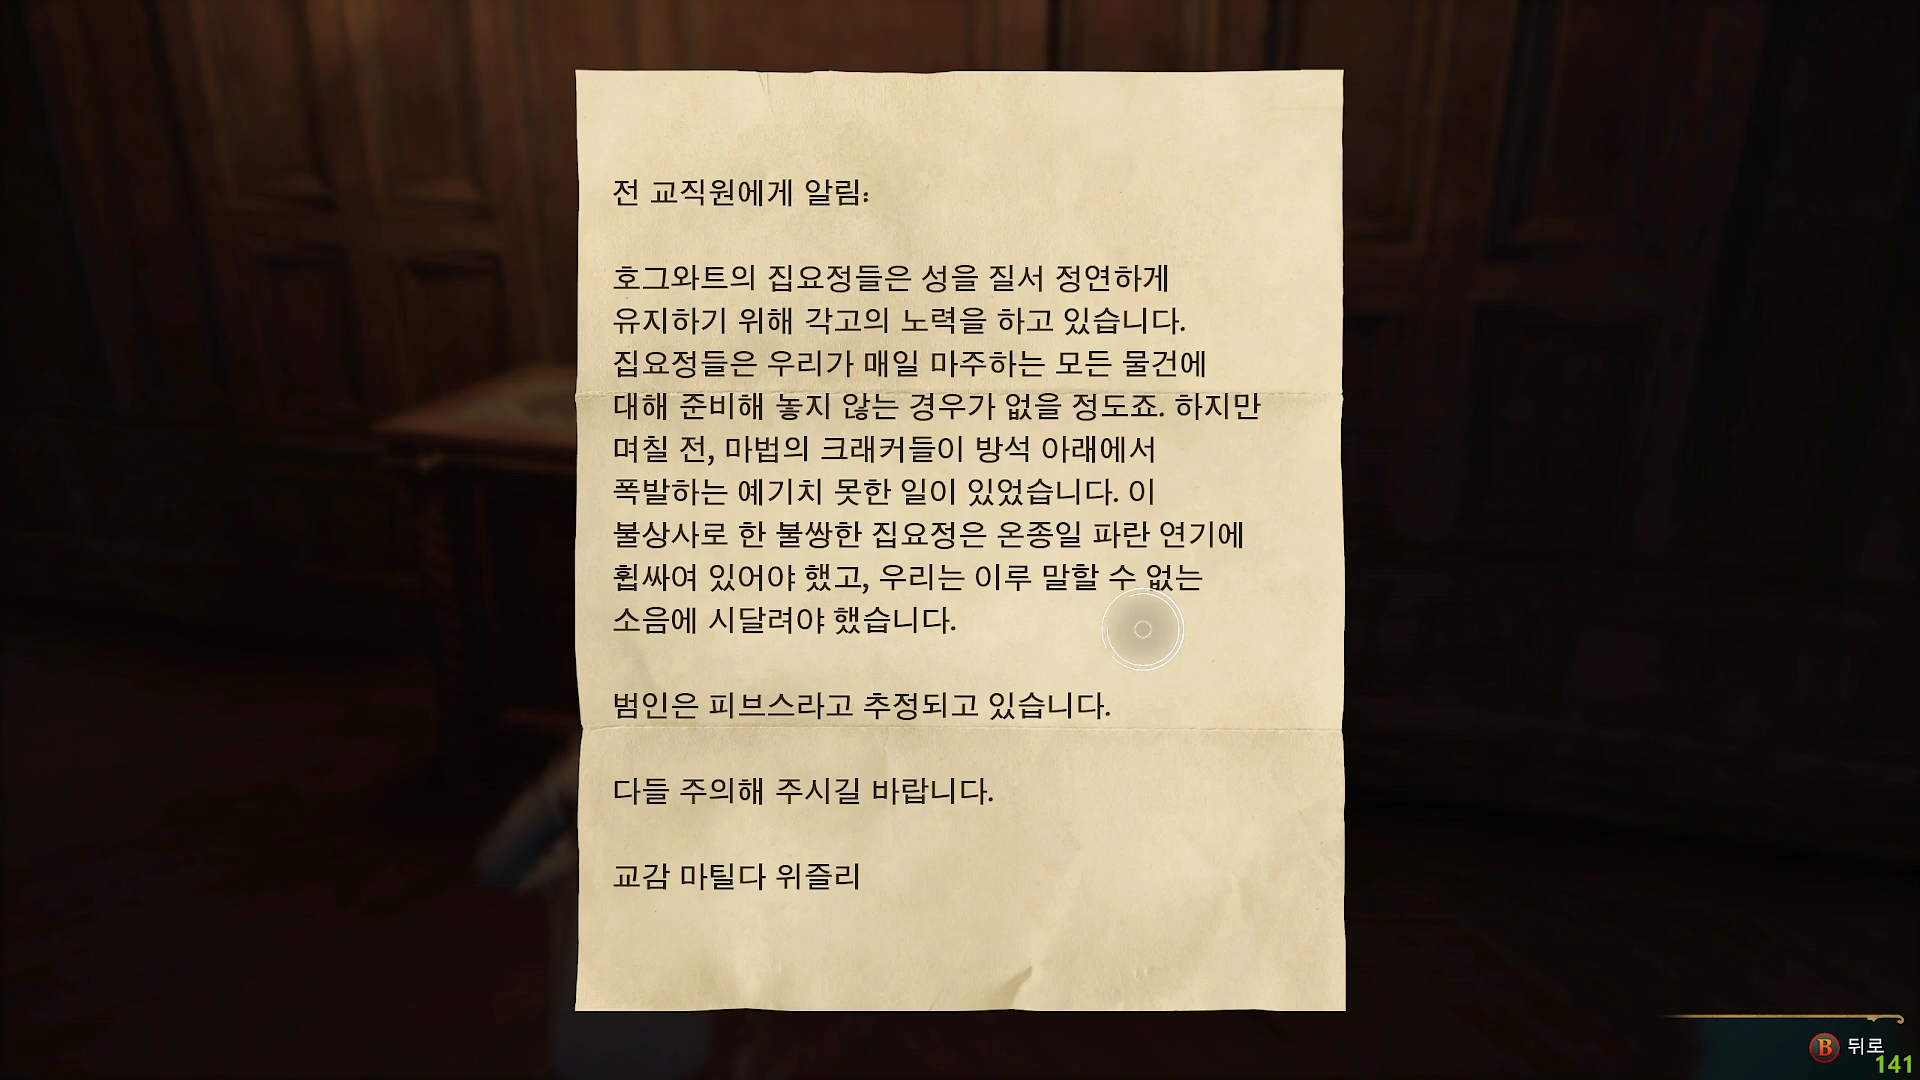 전 교직원에게 알림:
호그와트의 집요정들은 성을 질서 정연하게
유지하기 위해 각고의 노력을 하고 있습니다.
집요정들은 우리가 매일 마주하는 모든 물건에
대해 준비해 놓지 않는 경우가 없을 정도죠. 하지만
며칠 전, 마법의 크래커들이 방석 아래에서
폭발하는 예기치 못한 일이 있었습니다. 이
불상사로 한 불쌍한 집요정은 온종일 파란 연기에
휩싸여 있어야 했고, 우리는 이루 말할 수 없는
소음에 시달려야 했습니다.
범인은 피브스라고 추정되고 있습니다.
다들 주의해 주시길 바랍니다.
교감 마틸다 위즐리
B 뒤로
141